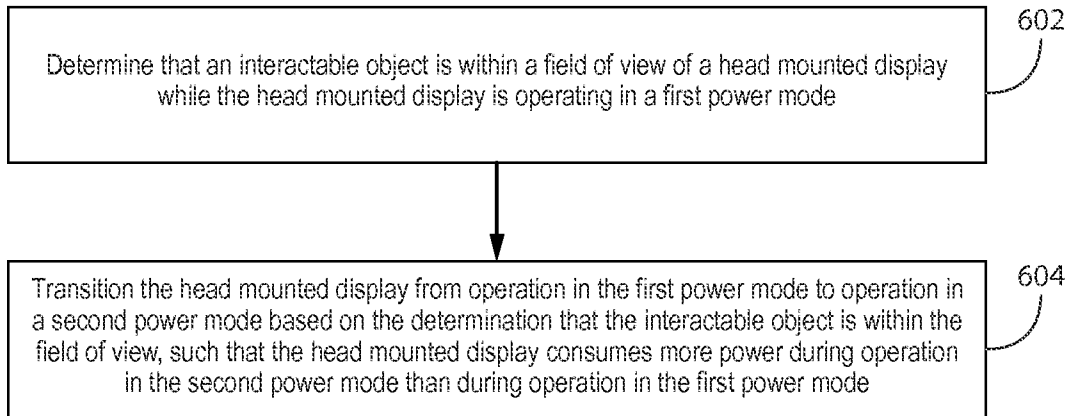 602
Determine that an interactable object is within a field of view of a head mounted display
while the head mounted display is operating in a first power mode
604
Transition the head mounted display from operation in the first power mode to operation in
a second power mode based on the determination that the interactable object is within the
field of view, such that the head mounted display consumes more power during operation
in the second power mode than during operation in the first power mode